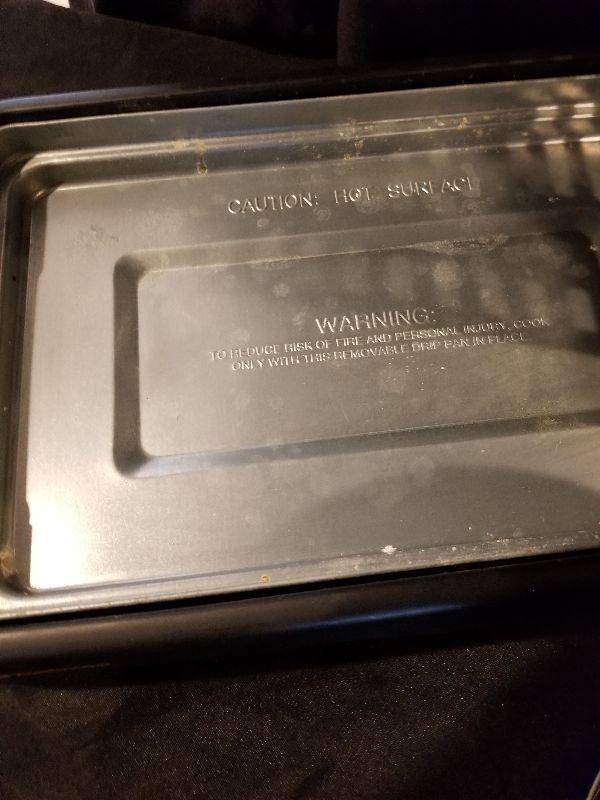 CAUTION: HOT SURFACE
WARNING:
TO REDUCE RISK OF FIRE AND PERSONAL INJURY, COOK
ONLY WITH THIS REMOVABLE DRIP PAN IN PLACE